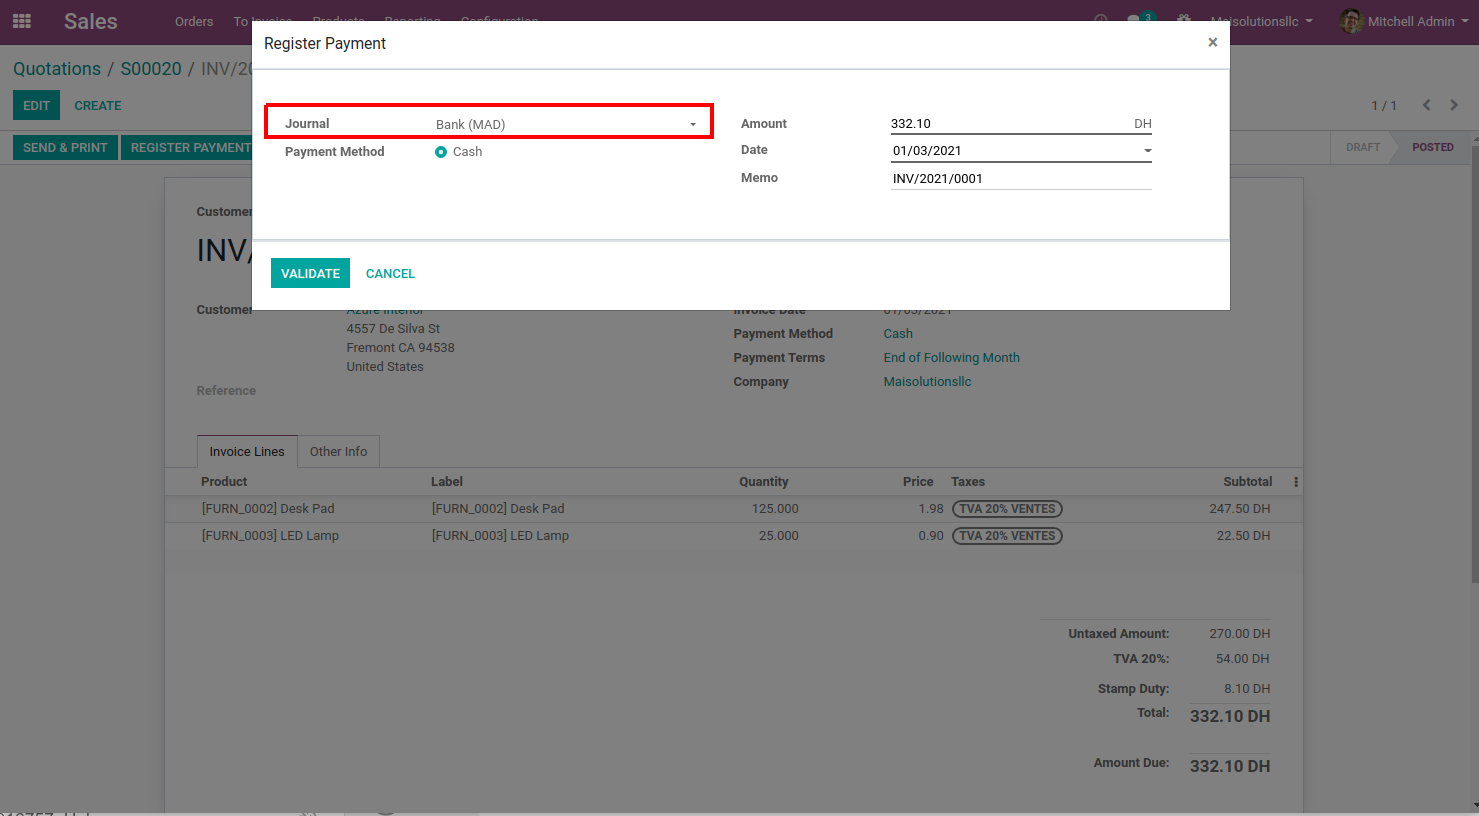 Sales Orders To Invoice Products Reporting Configuration 3 Maisolutionsllc Mitchell Admin
Register Payment ×
Quotations / S00020 / INV/20
EDIT CREATE 1 / 1
Journal Bank (MAD)
Payment Method Cash
Amount 332.10 DH
Date 01/03/2021
Memo INV/2021/0001
SEND & PRINT REGISTER PAYMENT DRAFT POSTED
Customer
INV/
VALIDATE CANCEL
Customer Azure Interior
4557 De Silva St
Fremont CA 94538
United States
Reference
Invoice Date 01/03/2021
Payment Method Cash
Payment Terms End of Following Month
Company Maisolutionsllc
Invoice Lines Other Info
Product Label Quantity Price Taxes Subtotal
[FURN_0002] Desk Pad [FURN_0002] Desk Pad 125.000 1.98 TVA 20% VENTES 247.50 DH
[FURN_0003] LED Lamp [FURN_0003] LED Lamp 25.000 0.90 TVA 20% VENTES 22.50 DH
Untaxed Amount: 270.00 DH
TVA 20%: 54.00 DH
Stamp Duty: 8.10 DH
Total: 332.10 DH
Amount Due: 332.10 DH